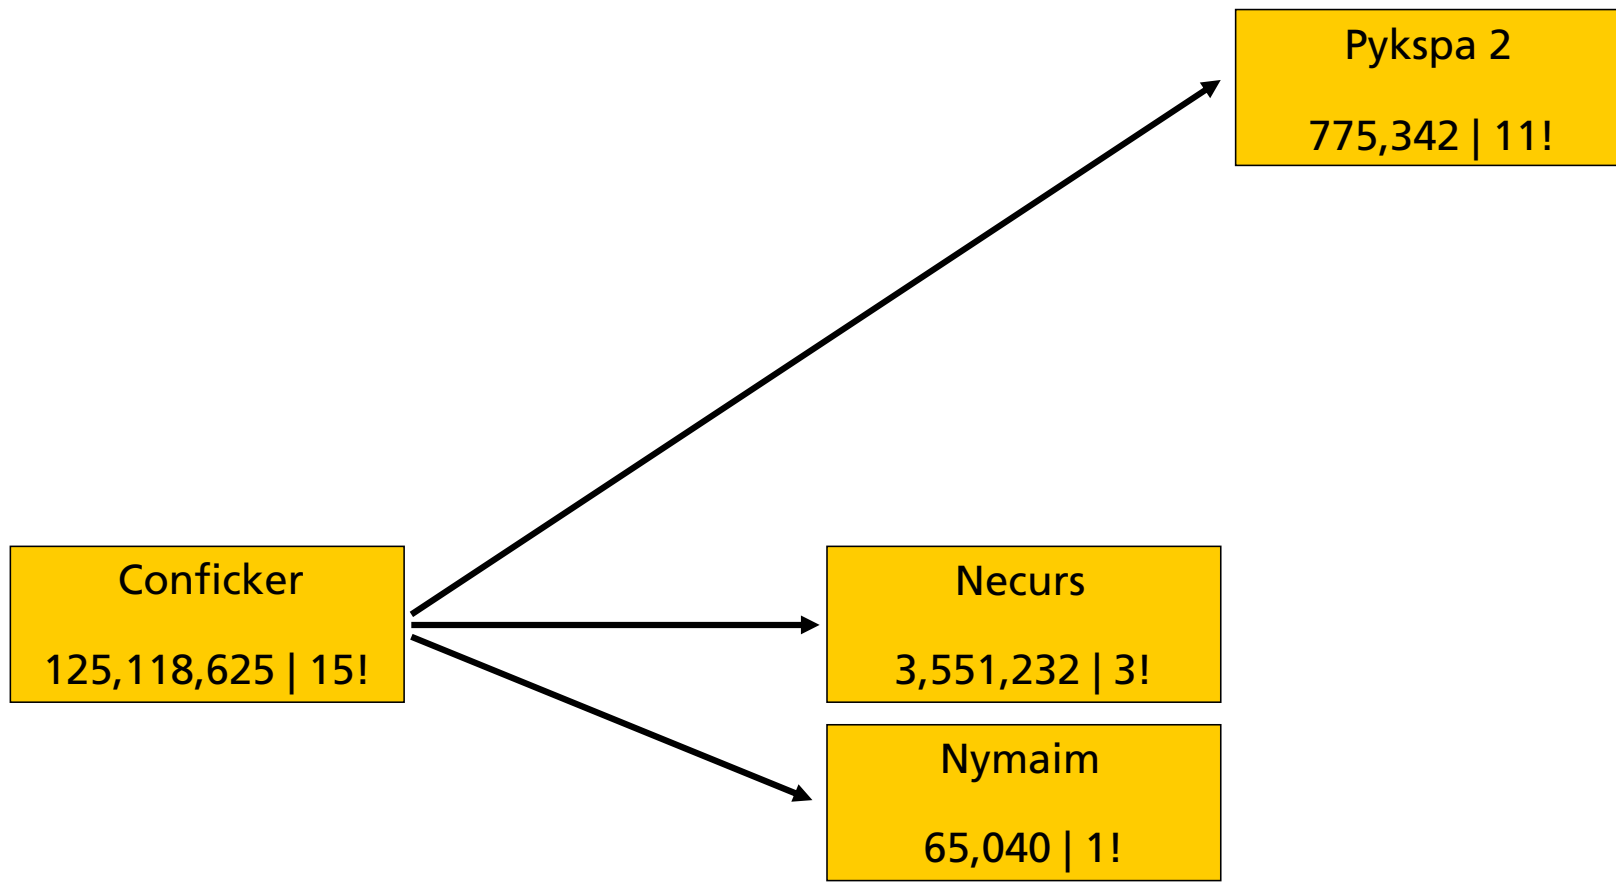 Pykspa 2
775,342 | 11!
Conficker
125,118,625 | 15!
Necurs
3,551,232 | 3!
Nymaim
65,040 | 1!